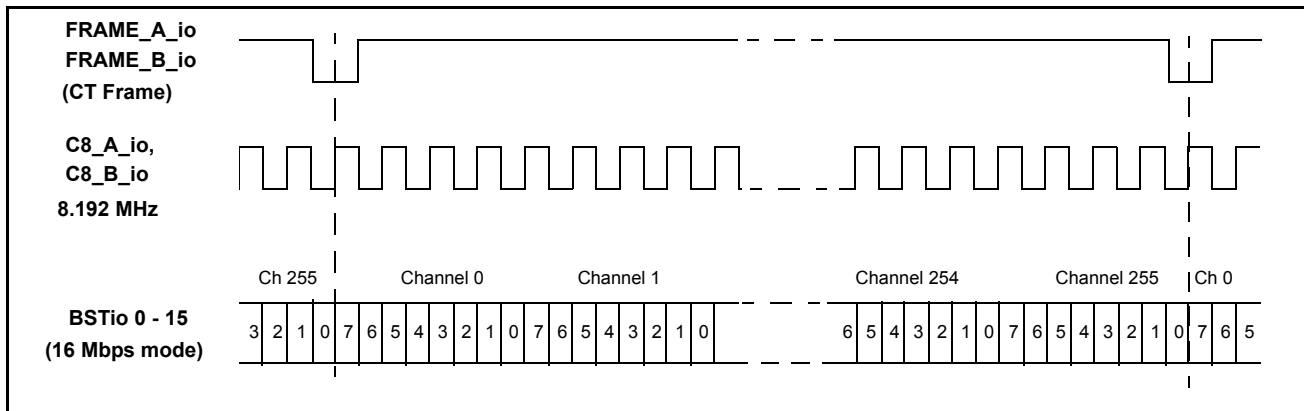 FRAME_A_io
FRAME_B_io
(CT Frame)
C8_A_io,
C8_B_io
8.192 MHz
Ch 255 Channel 0 Channel 1 Channel 254 Channel 255 Ch 0
BSTio 0 - 15
(16 Mbps mode)
3 2 1 0 7 6 5 4 3 2 1 0 7 6 5 4 3 2 1 0 6 5 4 3 2 1 0 7 6 5 4 3 2 1 0 7 6 5